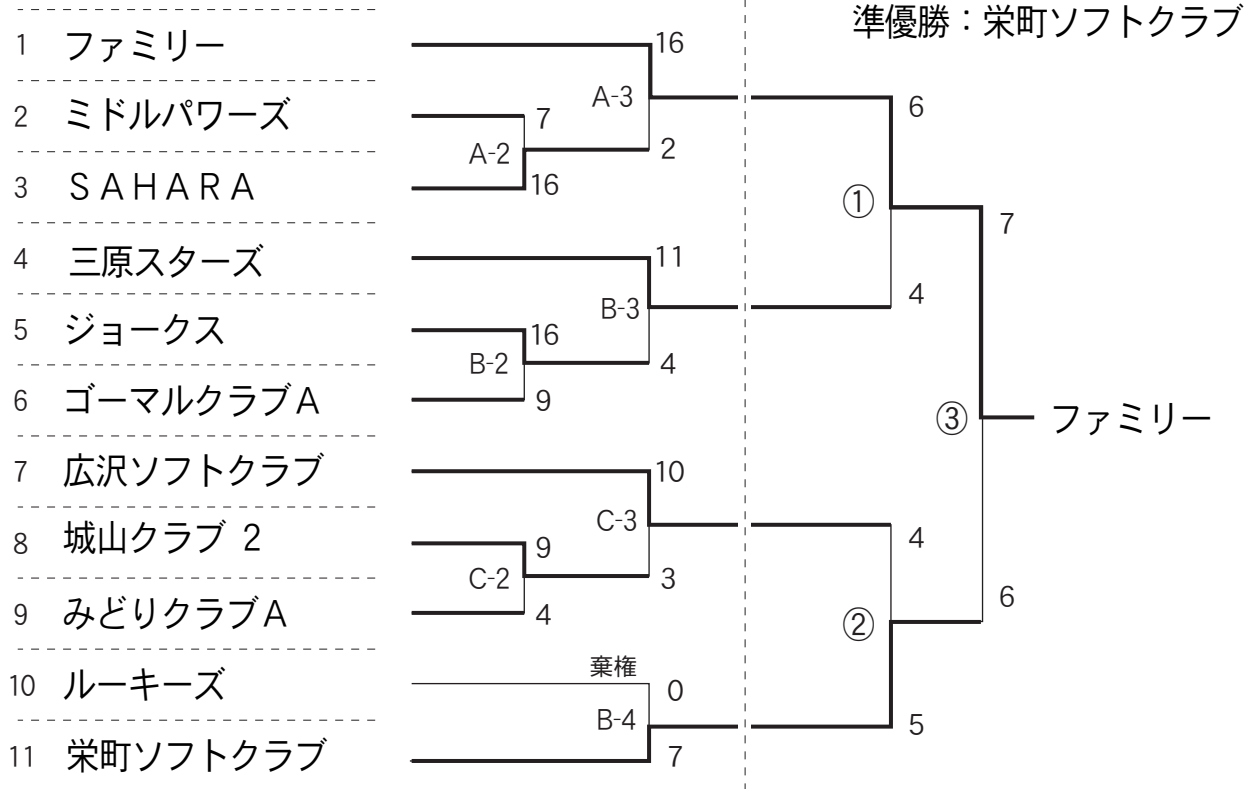 準優勝：栄町ソフトクラブ
1 ファミリー
16
6
A-3
2 ミドルパワーズ
7
A-2
2
3 ＳＡＨＡＲＡ
16
①
7
4 三原スターズ
11
4
B-3
5 ジョークス
16
B-2
4
6 ゴーマルクラブＡ
9
③ ファミリー
7 広沢ソフトクラブ
10
C-3
4
8 城山クラブ ２
9
C-2
3
9 みどりクラブＡ
4
6
②
棄権
10 ルーキーズ
0
B-4
5
11 栄町ソフトクラブ
7